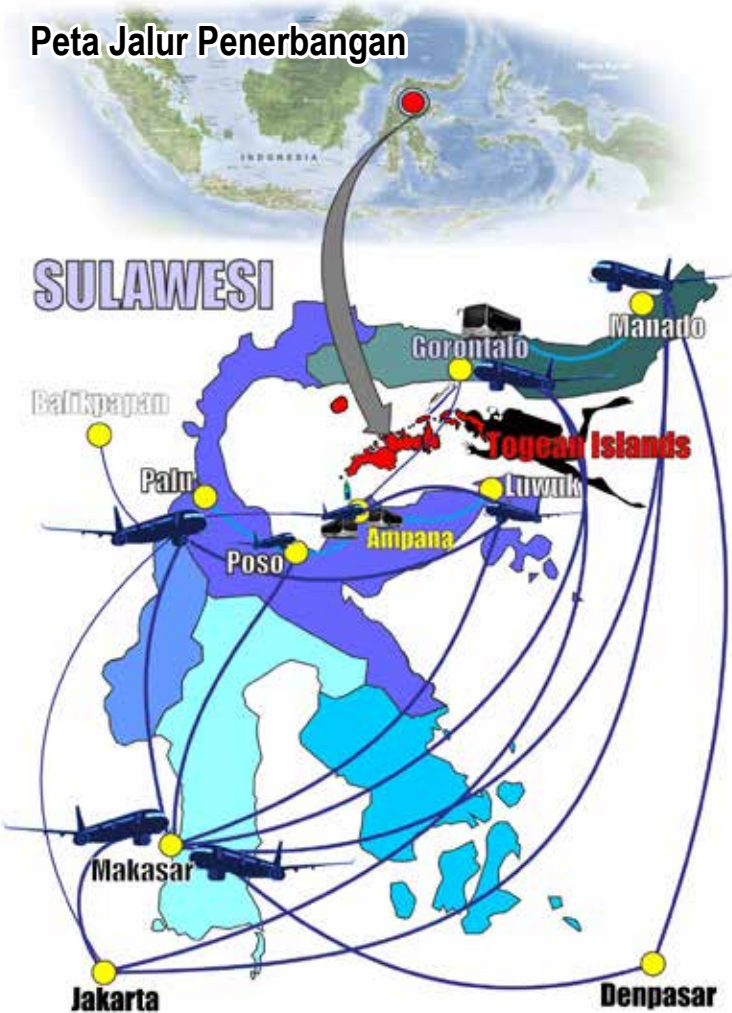 Peta Jalur Penerbangan
INDONESIA
SULAWESI
Manado
Gorontalo
Balikpapan
Togean Islands
Palu
Luwuk
Ampana
Poso
Makasar
Jakarta
Denpasar